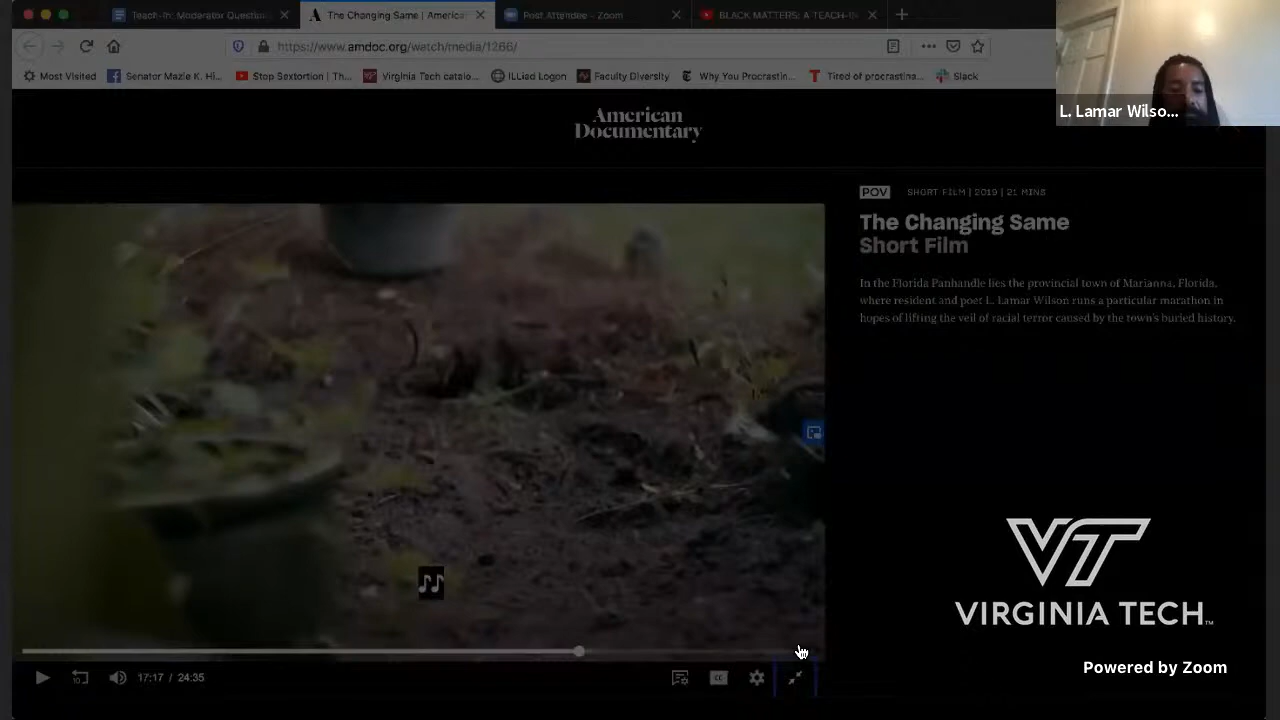 Teach-In: Moderator Question
The Changing Same | America
Post Attendee - Zoom
BLACK MATTERS: A TEACH-IN
https://www.amdoc.org/watch/media/1266/
Most Visited
Senator Mazie K. Hi...
Stop Sextortion | Th...
Virginia Tech catalo...
ILLiad Logon
Faculty Diversity
Why You Procrastin...
Tired of procrastina...
Slack
L. Lamar Wilso...
American
Documentary
POV SHORT FILM | 2019 | 21 MINS
The Changing Same
Short Film
In the Florida Panhandle lies the provincial town of Marianna, Florida,
where resident and poet L. Lamar Wilson runs a particular marathon in
hopes of lifting the veil of racial terror caused by the town's buried history.
VT
VIRGINIA TECH™
Powered by Zoom
10
17:17 / 24:35
CC